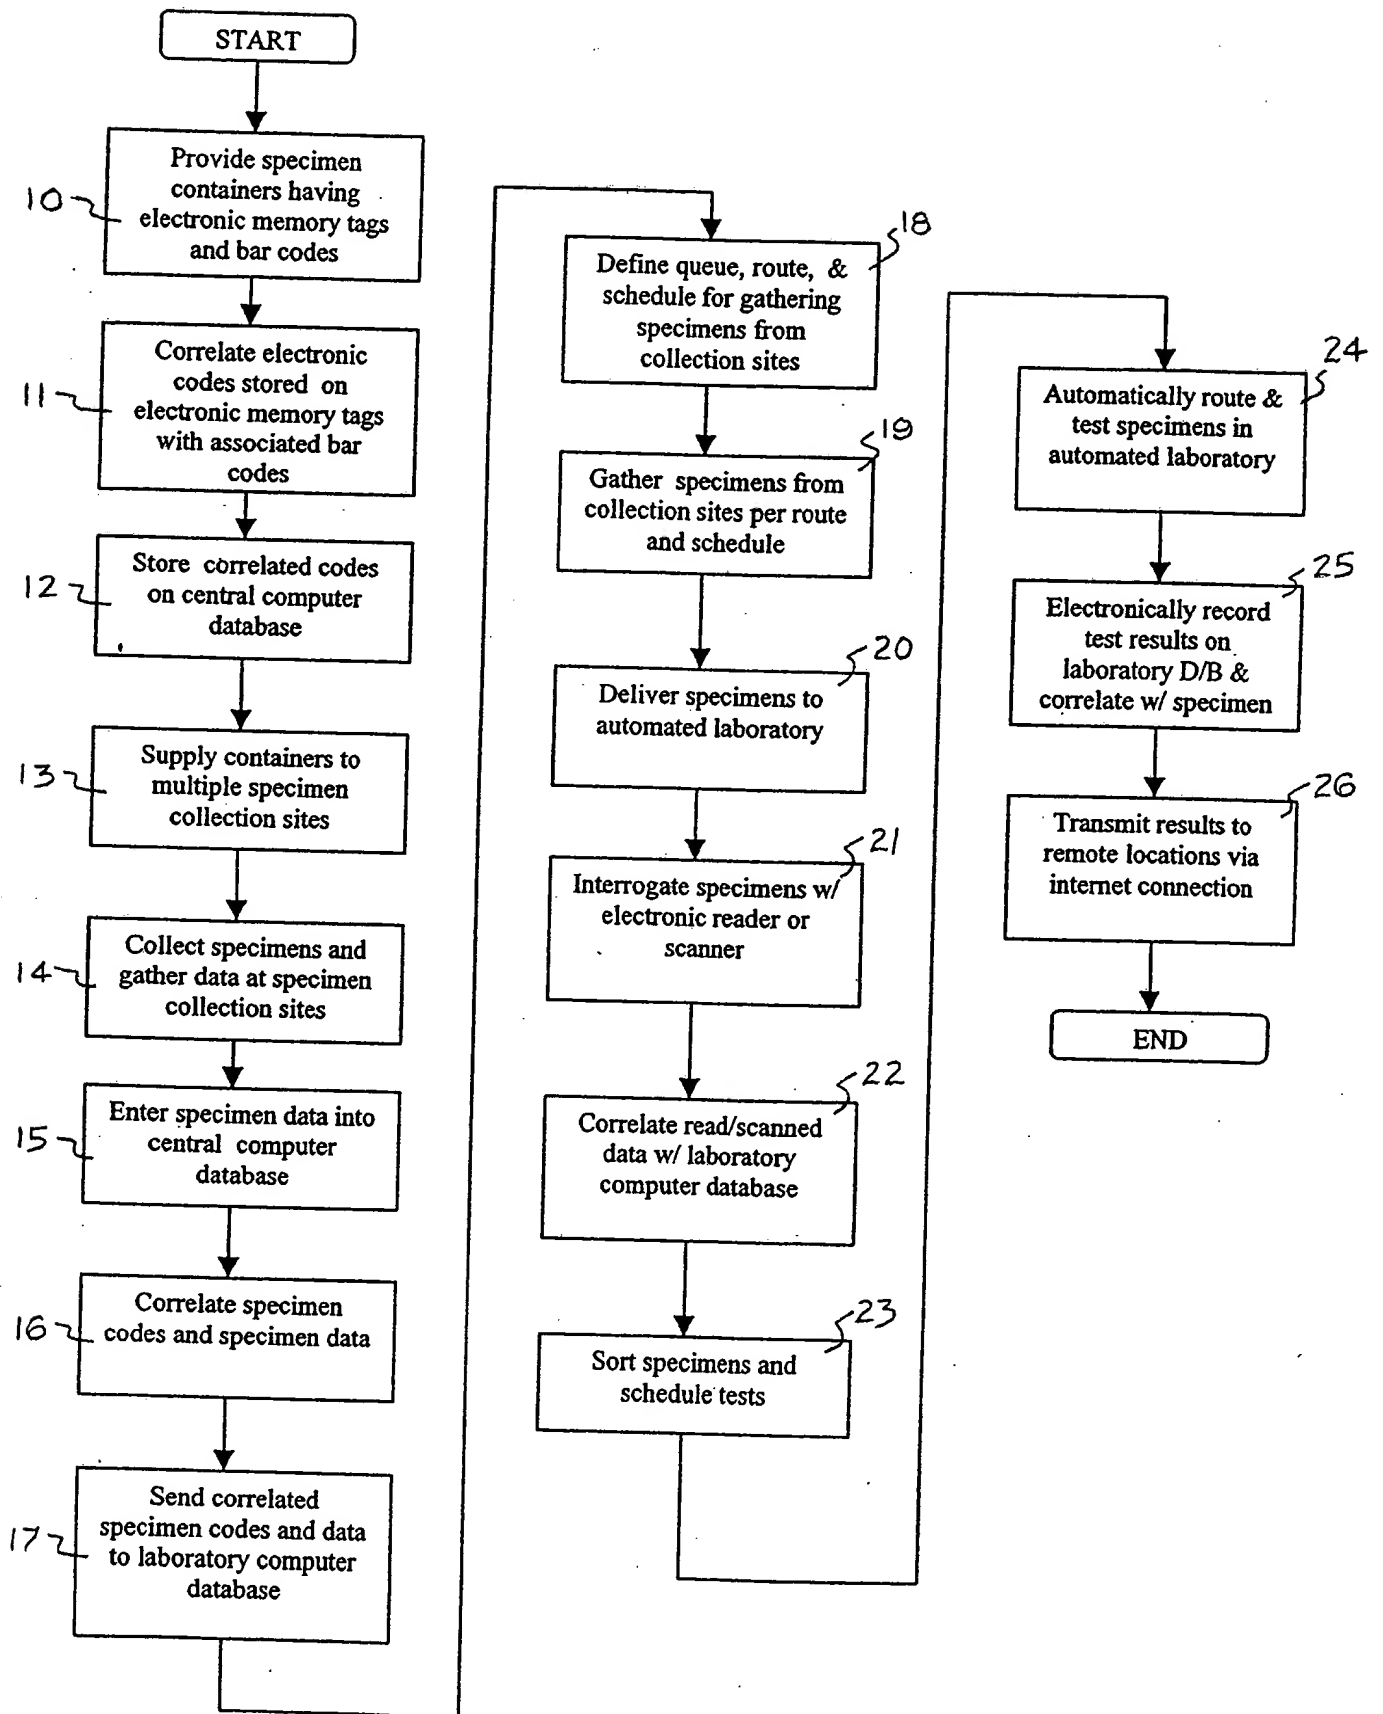 START
Provide specimen
containers having
electronic memory tags
and bar codes
10
Correlate electronic
codes stored on
electronic memory tags
with associated bar
codes
11
Store correlated codes
on central computer
database
12
Supply containers to
multiple specimen
collection sites
13
Collect specimens and
gather data at specimen
collection sites
14
Enter specimen data into
central computer
database
15
Correlate specimen
codes and specimen data
16
Send correlated
specimen codes and data
to laboratory computer
database
17
18
Define queue, route, &
schedule for gathering
specimens from
collection sites
19
Gather specimens from
collection sites per route
and schedule
20
Deliver specimens to
automated laboratory
21
Interrogate specimens w/
electronic reader or
scanner
22
Correlate read/scanned
data w/ laboratory
computer database
23
Sort specimens and
schedule tests
24
Automatically route &
test specimens in
automated laboratory
25
Electronically record
test results on
laboratory D/B &
correlate w/ specimen
26
Transmit results to
remote locations via
internet connection
END